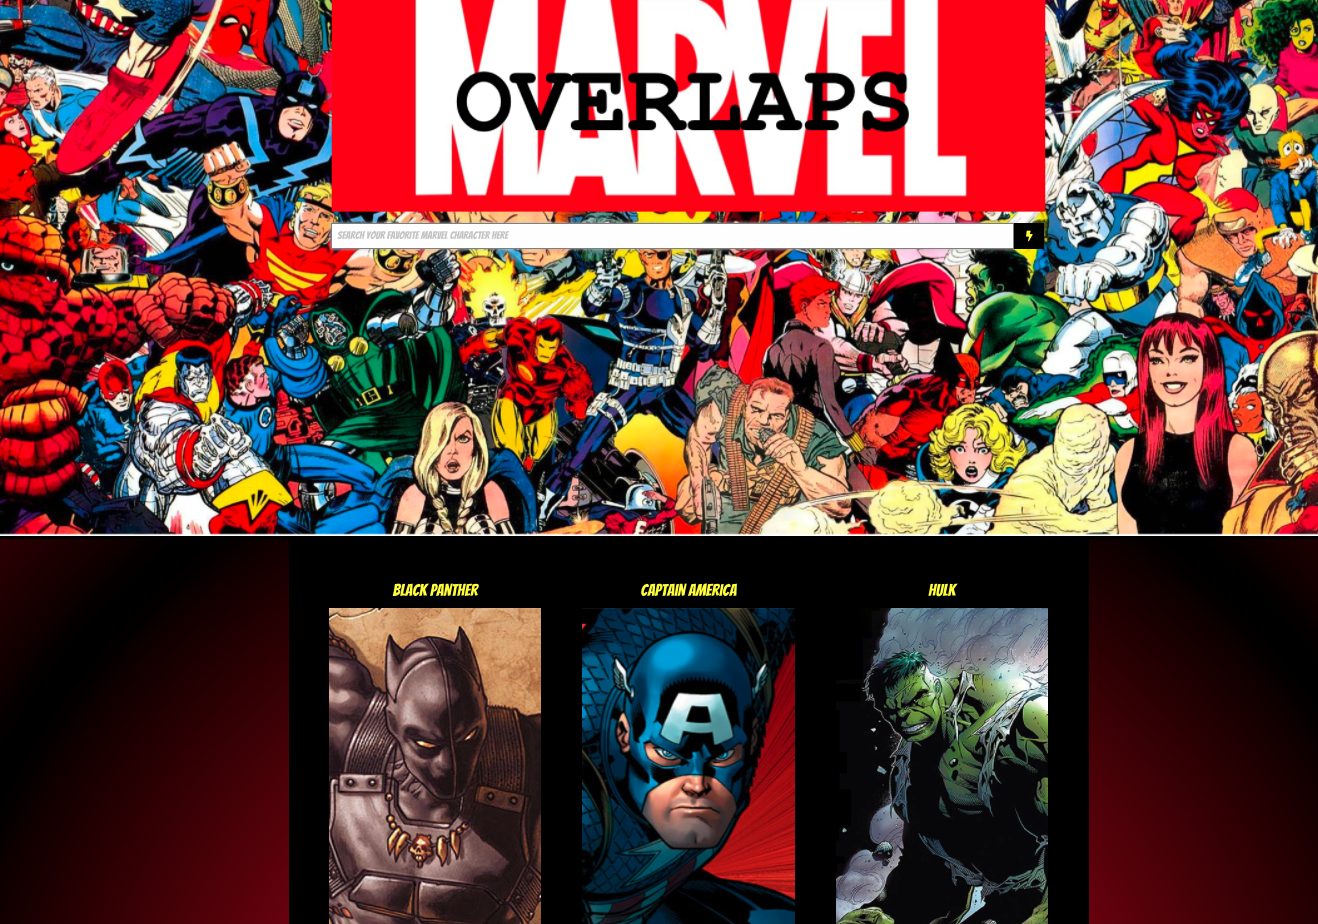 MARVEL
OVERLAPS
SEARCH YOUR FAVORITE MARVEL CHARACTER HERE
BLACK PANTHER
CAPTAIN AMERICA
HULK
A